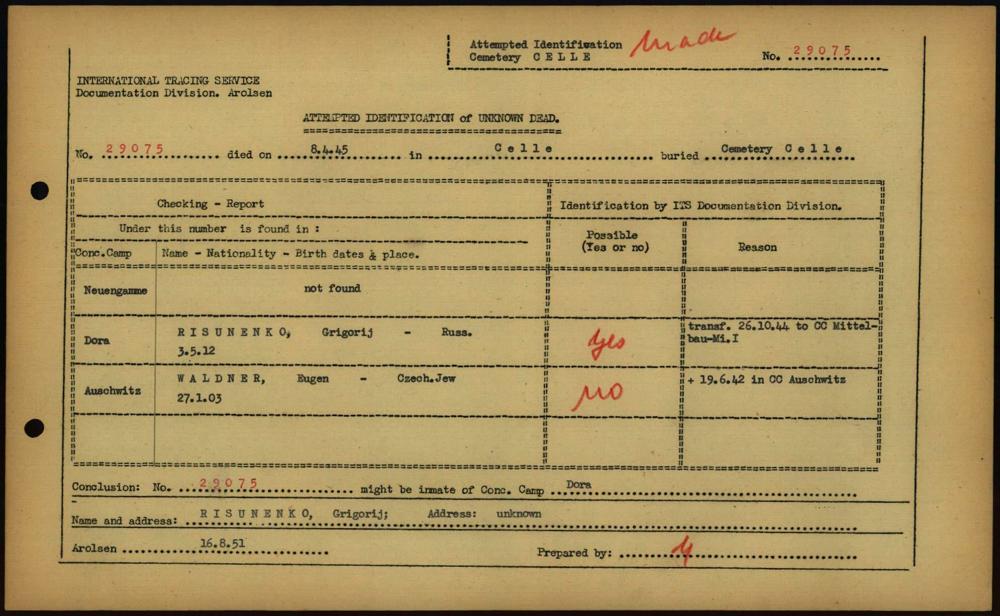 Attempted Identifivation made
Cemetery C E L L E
No. 29075
INTERNATIONAL TRACING SERVICE
Documentation Division. Arolsen
ATTEMPTED IDENTIFICATION of UNKNOWN DEAD.
No. 29075 died on 8.4.45 in C e l l e buried Cemetery C e l l e
Checking - Report
Identification by ITS Documentation Division.
Under this number is found in :
Possible
(Yes or no)
Reason
Conc.Camp Name - Nationality - Birth dates & place.
Neuengamme not found
Dora R I S U N E N K O, Grigorij - Russ.
3.5.12
yes
transf. 26.10.44 to CC Mittel-
bau-Mi.I
Auschwitz W A L D N E R, Eugen - Czech.Jew
27.1.03
no
+ 19.6.42 in CC Auschwitz
Conclusion: No. 29075 might be inmate of Conc. Camp Dora
Name and address: R I S U N E N K O, Grigorij; Address: unknown
Arolsen 16.8.51 Prepared by: